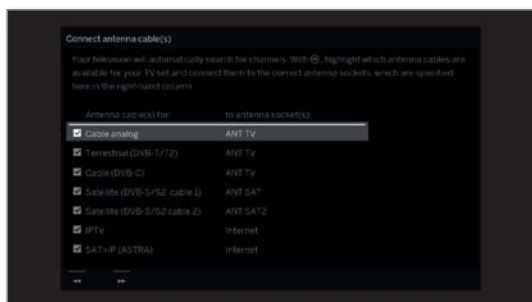 Connect antenna cable(s)
Your television will automatically search for channels. With , highlight which antenna cables are
available for your TV set and connect them to the correct antenna sockets, which are specified
here in the right-hand column.
Antenna cable(s) for: to antenna socket(s):
Cable analog ANT TV
Terrestrial (DVB-T/T2) ANT TV
Cable (DVB-C) ANT TV
Satellite (DVB-S/S2 cable 1) ANT SAT
Satellite (DVB-S/S2 cable 2) ANT SAT2
IPTV Internet
SAT>IP (ASTRA) Internet